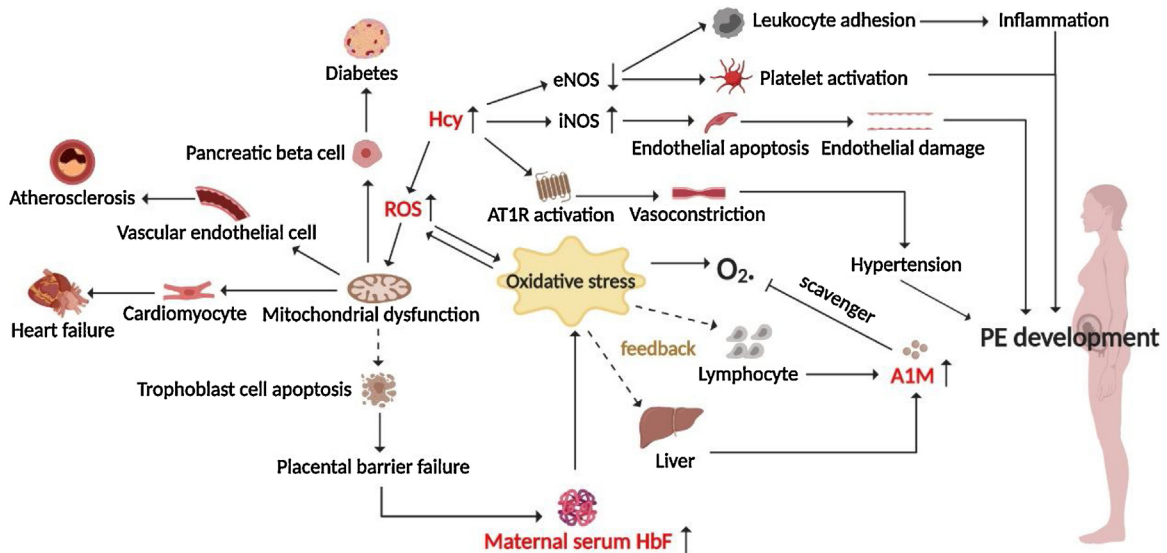 Leukocyte adhesion
Inflammation
Diabetes
eNOS
Platelet activation
Hcy
iNOS
Pancreatic beta cell
Endothelial apoptosis
Endothelial damage
Atherosclerosis
ROS
AT1R activation
Vasoconstriction
Vascular endothelial cell
Oxidative stress
O2.
Hypertension
scavenger
Heart failure
Cardiomyocyte
Mitochondrial dysfunction
PE development
feedback
Lymphocyte
A1M
Trophoblast cell apoptosis
Liver
Placental barrier failure
Maternal serum HbF